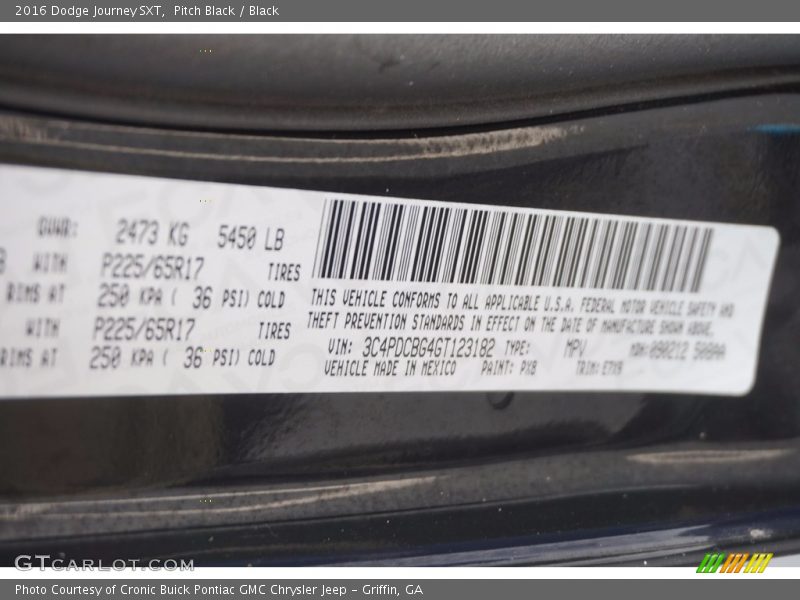 2016 Dodge Journey SXT, Pitch Black / Black
GVWR: 2473 KG 5450 LB
WITH P225/65R17 TIRES
RIMS AT 250 KPA ( 36 PSI) COLD
WITH P225/65R17 TIRES
RIMS AT 250 KPA ( 36 PSI) COLD
THIS VEHICLE CONFORMS TO ALL APPLICABLE U.S.A. FEDERAL MOTOR VEHICLE SAFETY AND
THEFT PREVENTION STANDARDS IN EFFECT ON THE DATE OF MANUFACTURE SHOWN ABOVE.
VIN: 3C4PDCBG4GT123182 TYPE: MPV
VEHICLE MADE IN MEXICO PAINT: PX8 TRIM:
GTCARLOT.COM
Photo Courtesy of Cronic Buick Pontiac GMC Chrysler Jeep - Griffin, GA